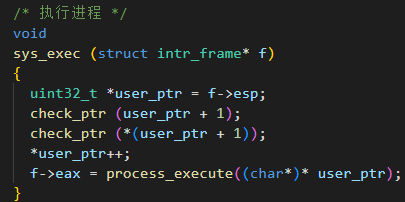 /* 执行进程 */
void
sys_exec (struct intr_frame* f)
{
  uint32_t *user_ptr = f->esp;
  check_ptr (user_ptr + 1);
  check_ptr (*(user_ptr + 1));
  *user_ptr++;
  f->eax = process_execute((char*)* user_ptr);
}